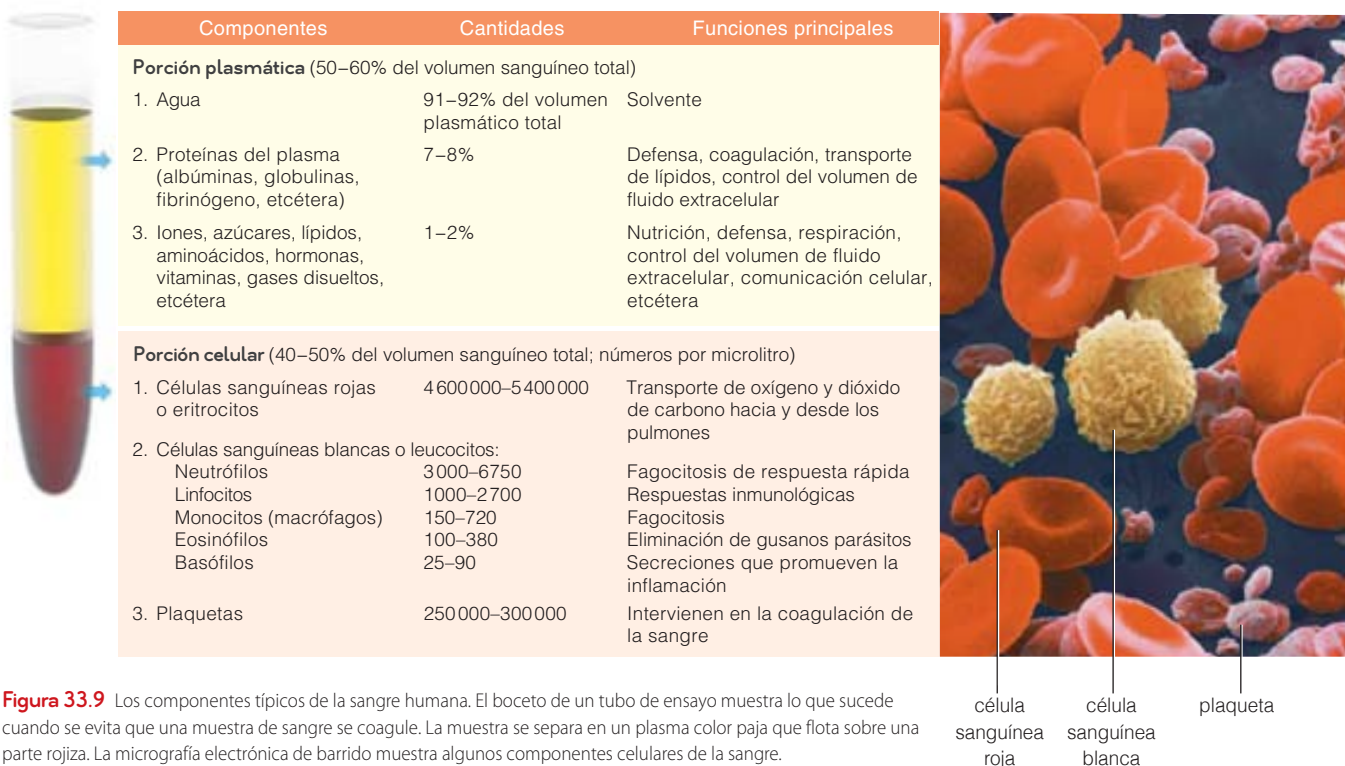 Componentes Cantidades Funciones principales
Porción plasmática (50–60% del volumen sanguíneo total)
1. Agua 91–92% del volumen Solvente
plasmático total
2. Proteínas del plasma 7–8% Defensa, coagulación, transporte
(albúminas, globulinas, de lípidos, control del volumen de
fibrinógeno, etcétera) fluido extracelular
3. Iones, azúcares, lípidos, 1–2% Nutrición, defensa, respiración,
aminoácidos, hormonas, control del volumen de fluido
vitaminas, gases disueltos, extracelular, comunicación celular,
etcétera etcétera
Porción celular (40–50% del volumen sanguíneo total; números por microlitro)
1. Células sanguíneas rojas 4 600 000–5 400 000 Transporte de oxígeno y dióxido
o eritrocitos de carbono hacia y desde los
pulmones
2. Células sanguíneas blancas o leucocitos:
Neutrófilos 3 000–6750 Fagocitosis de respuesta rápida
Linfocitos 1000–2 700 Respuestas inmunológicas
Monocitos (macrófagos) 150–720 Fagocitosis
Eosinófilos 100–380 Eliminación de gusanos parásitos
Basófilos 25–90 Secreciones que promueven la
inflamación
3. Plaquetas 250 000–300 000 Intervienen en la coagulación de
la sangre
Figura 33.9 Los componentes típicos de la sangre humana. El boceto de un tubo de ensayo muestra lo que sucede
cuando se evita que una muestra de sangre se coagule. La muestra se separa en un plasma color paja que flota sobre una
parte rojiza. La micrografía electrónica de barrido muestra algunos componentes celulares de la sangre.
célula
sanguínea
roja
célula
sanguínea
blanca
plaqueta